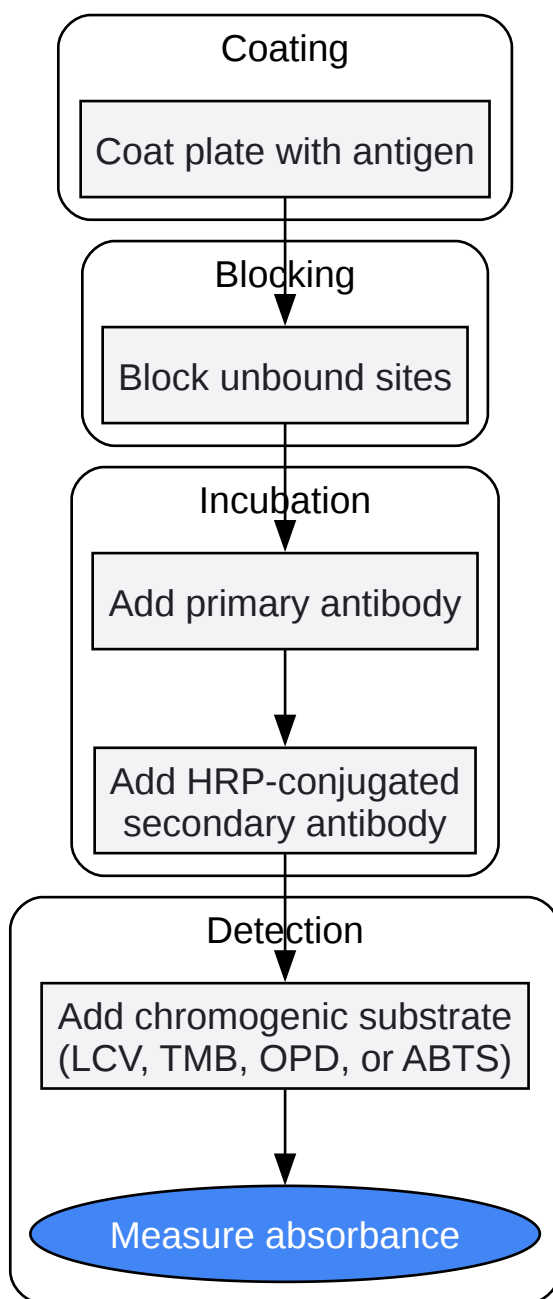 Coating
Coat plate with antigen
Blocking
Block unbound sites
Incubation
Add primary antibody
Add HRP-conjugated
secondary antibody
Detection
Add chromogenic substrate
(LCV, TMB, OPD, or ABTS)
Measure absorbance